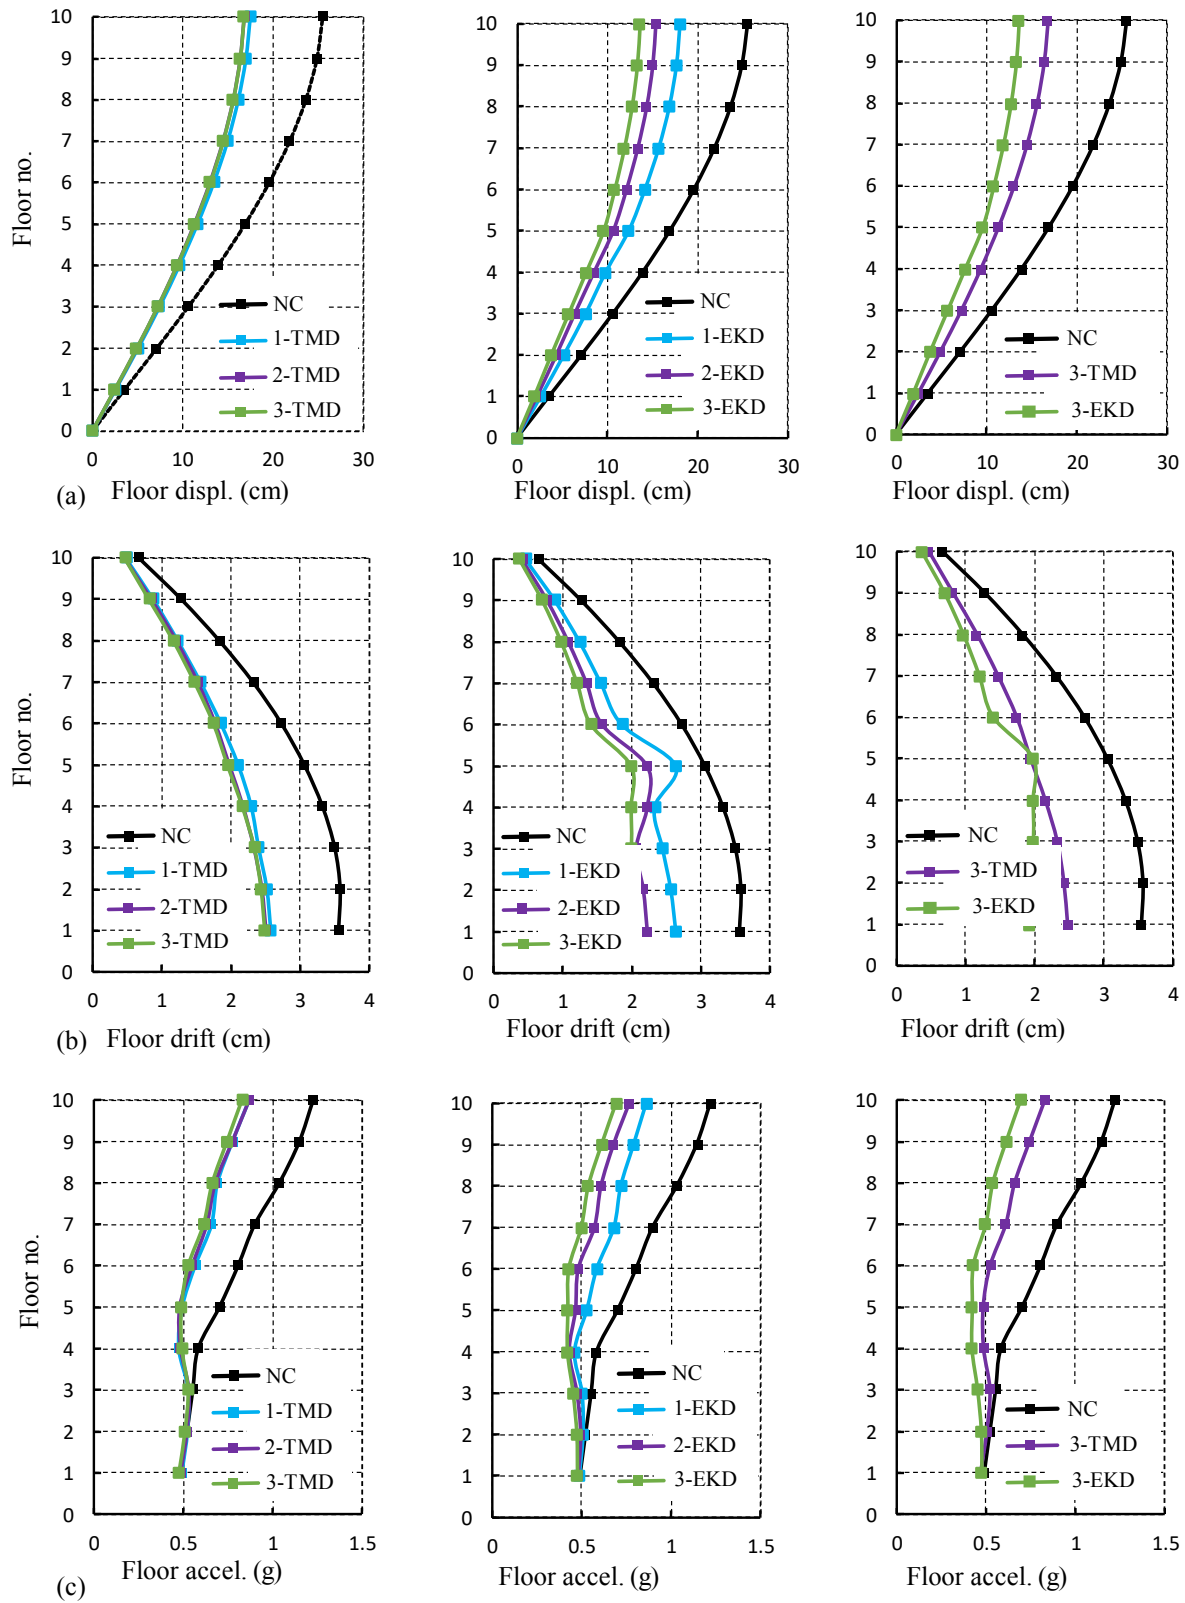 10
9
8
7
6
5
4
3
2
1
0
Floor no.
NC
1-TMD
2-TMD
3-TMD
0 10 20 30
(a) Floor displ. (cm)
10
9
8
7
6
5
4
3
2
1
0
NC
1-EKD
2-EKD
3-EKD
0 10 20 30
Floor displ. (cm)
10
9
8
7
6
5
4
3
2
1
0
NC
3-TMD
3-EKD
0 10 20 30
Floor displ. (cm)
10
9
8
7
6
5
4
3
2
1
0
Floor no.
NC
1-TMD
2-TMD
3-TMD
0 1 2 3 4
(b) Floor drift (cm)
10
9
8
7
6
5
4
3
2
1
0
NC
1-EKD
2-EKD
3-EKD
0 1 2 3 4
Floor drift (cm)
10
9
8
7
6
5
4
3
2
1
0
NC
3-TMD
3-EKD
0 1 2 3 4
Floor drift (cm)
10
9
8
7
6
5
4
3
2
1
0
Floor no.
NC
1-TMD
2-TMD
3-TMD
0 0.5 1 1.5
(c) Floor accel. (g)
10
9
8
7
6
5
4
3
2
1
0
NC
1-EKD
2-EKD
3-EKD
0 0.5 1 1.5
Floor accel. (g)
10
9
8
7
6
5
4
3
2
1
0
NC
3-TMD
3-EKD
0 0.5 1 1.5
Floor accel. (g)